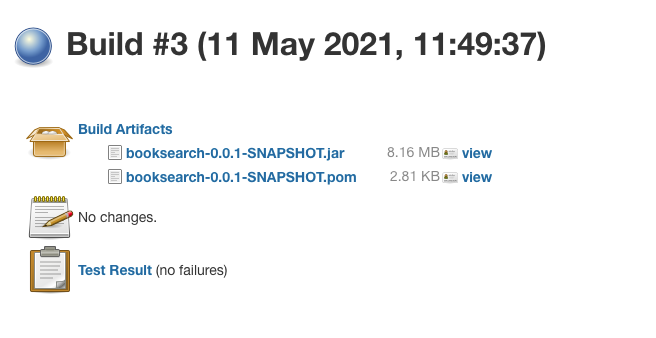 Build #3 (11 May 2021, 11:49:37)
Build Artifacts
booksearch-0.0.1-SNAPSHOT.jar 8.16 MB view
booksearch-0.0.1-SNAPSHOT.pom 2.81 KB view
No changes.
Test Result (no failures)